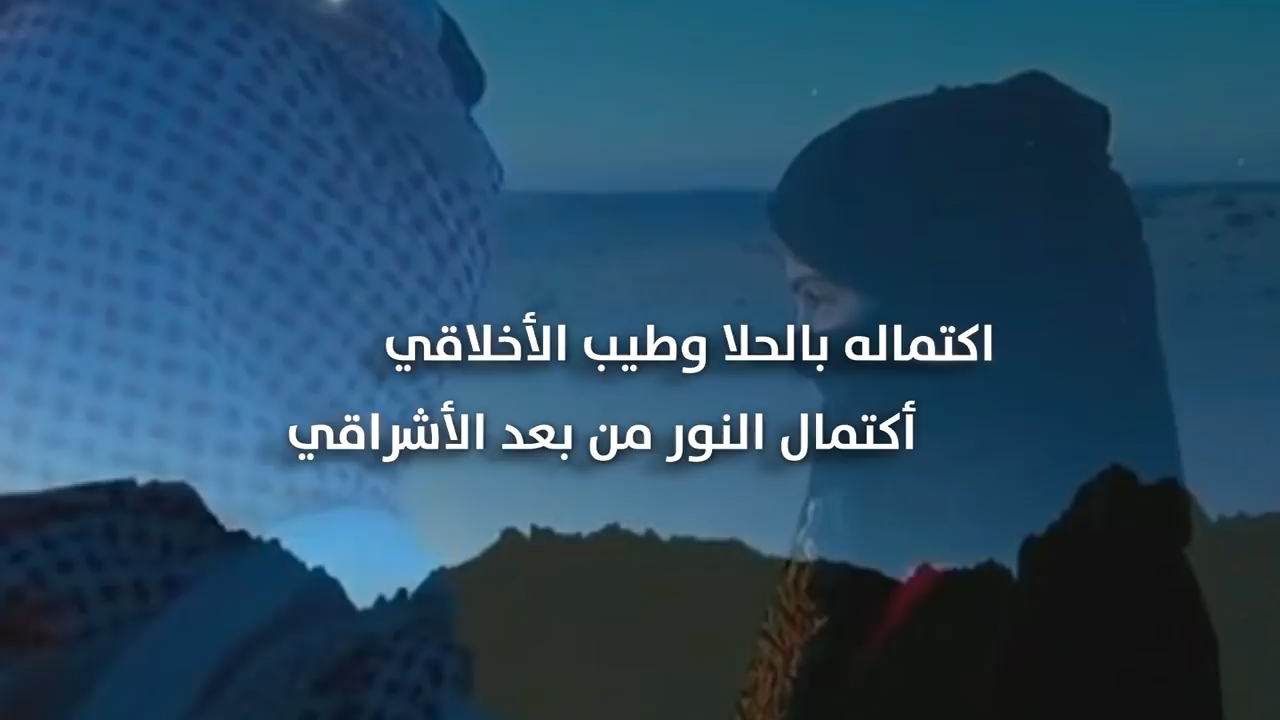 اكتماله بالحلا وطيب الأخلاقي
أكتمال النور من بعد الأشراقي